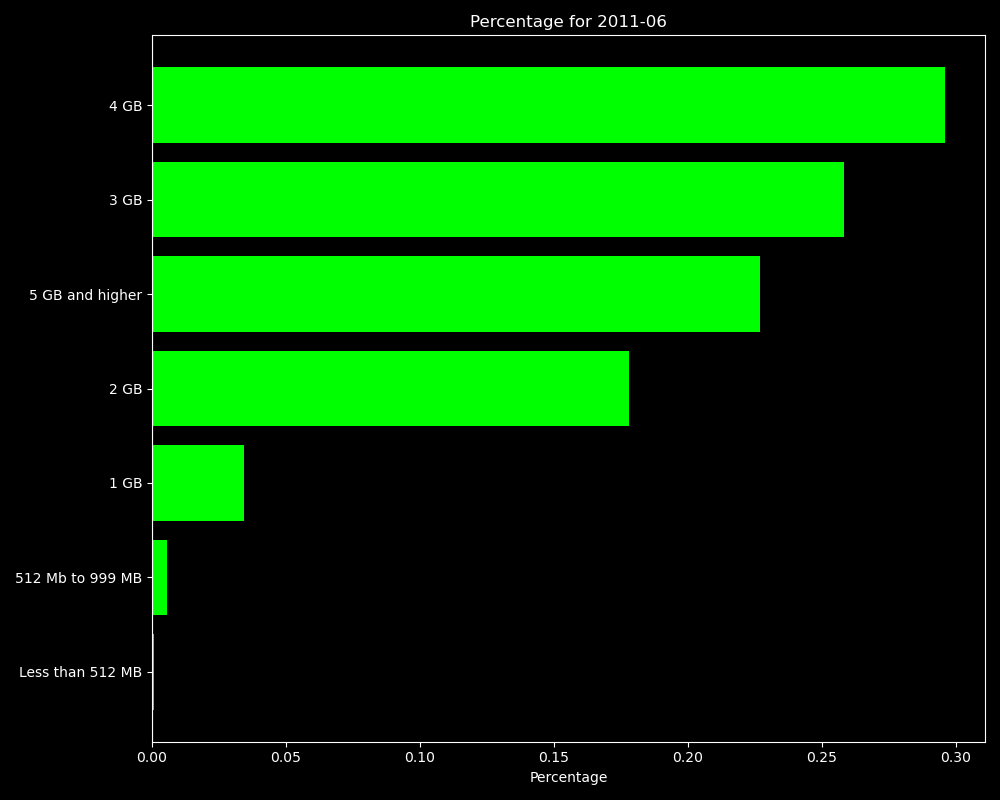 Percentage for 2011-06
4 GB
3 GB
5 GB and higher
2 GB
1 GB
512 Mb to 999 MB
Less than 512 MB
0.00 0.05 0.10 0.15 0.20 0.25 0.30
Percentage